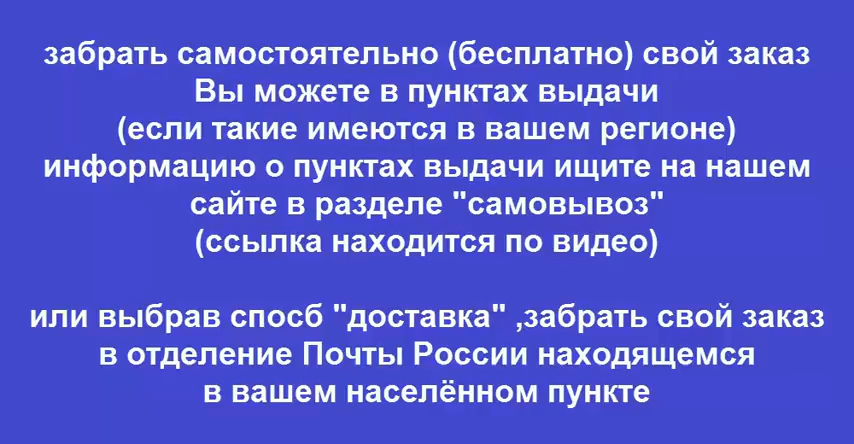 забрать самостоятельно (бесплатно) свой заказ
Вы можете в пунктах выдачи
(если такие имеются в вашем регионе)
информацию о пунктах выдачи ищите на нашем
сайте в разделе "самовывоз"
(ссылка находится по видео)
или выбрав спосб "доставка" ,забрать свой заказ
в отделение Почты России находящемся
в вашем населённом пункте